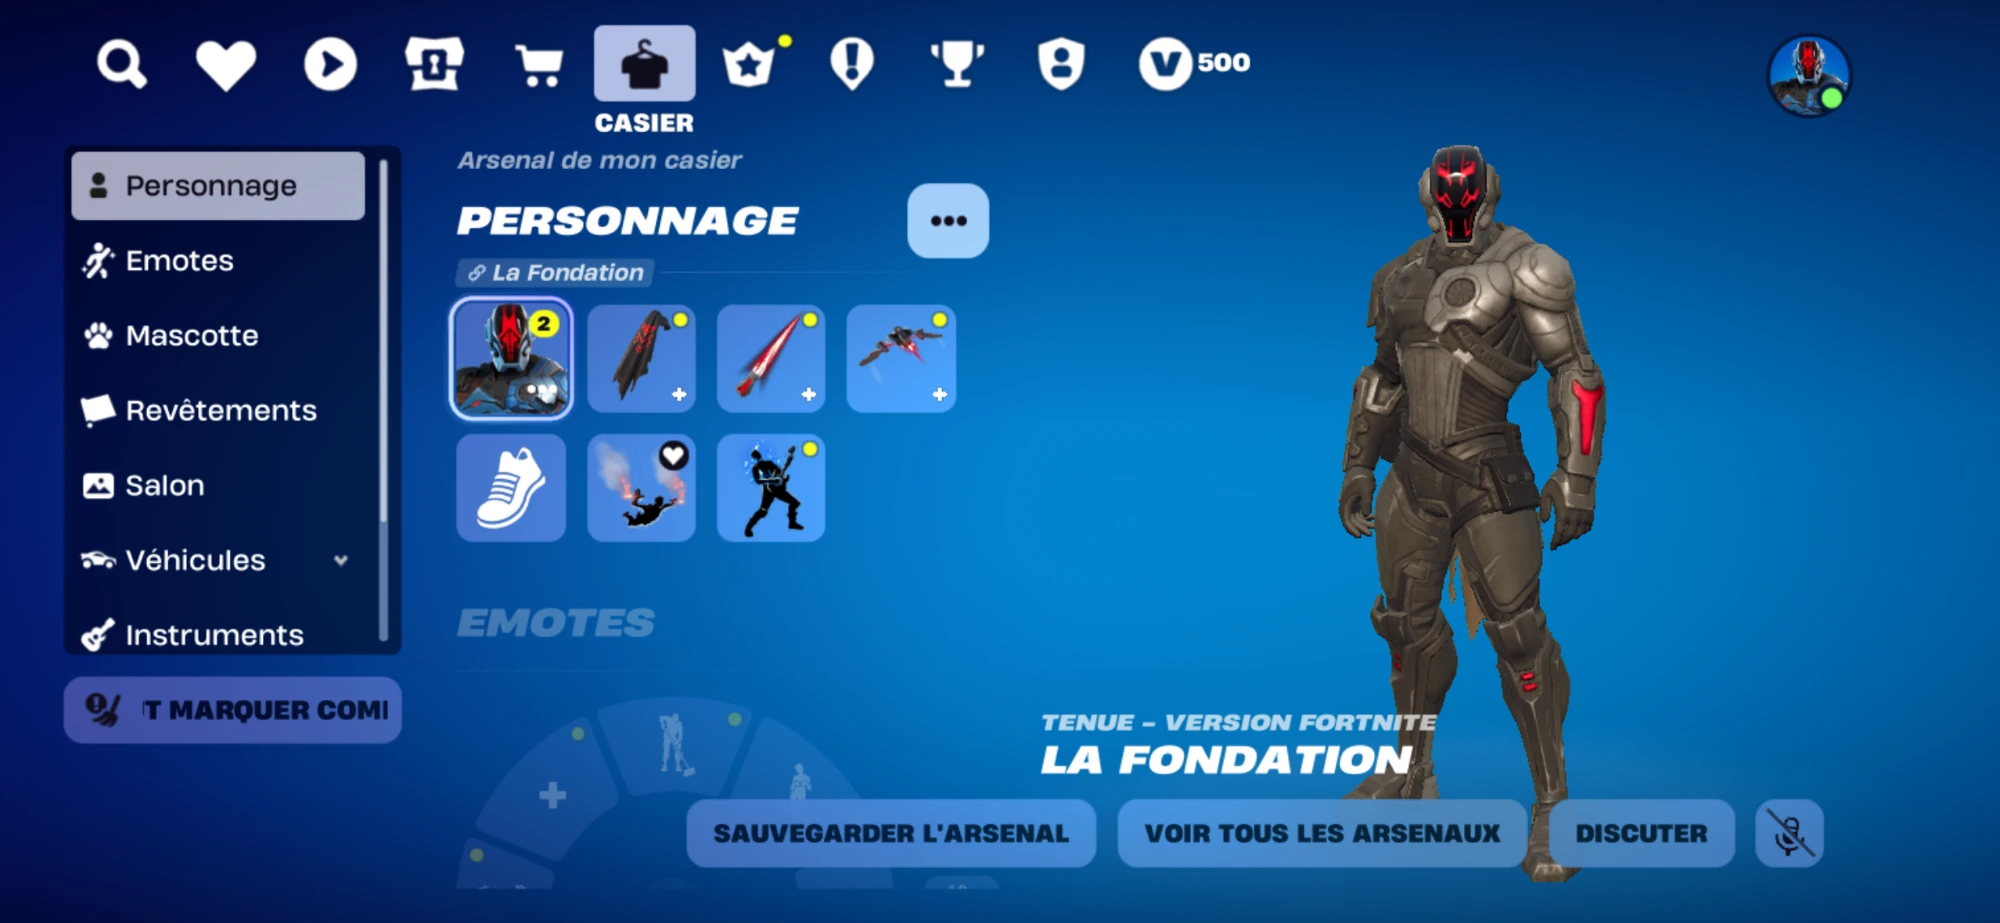 500
CASIER
Arsenal de mon casier
Personnage
PERSONNAGE
La Fondation
2
Emotes
Mascotte
Revêtements
Salon
Véhicules
Instruments
EMOTES
T MARQUER COM
TENUE - VERSION FORTNITE
LA FONDATION
SAUVEGARDER L'ARSENAL
VOIR TOUS LES ARSENAUX
DISCUTER